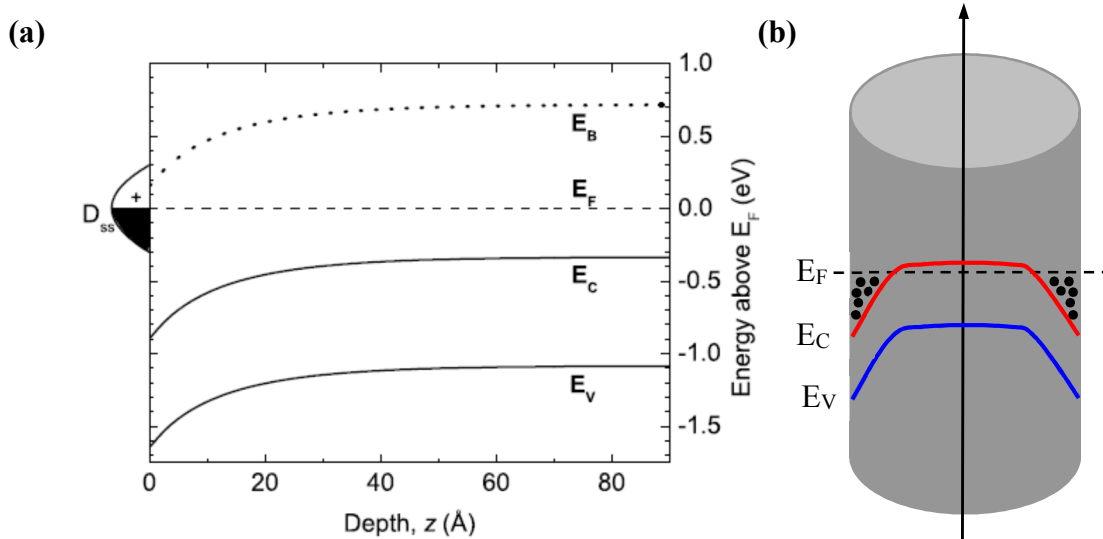 (a)
(b)
1.0
0.5
0.0
-0.5
-1.0
-1.5
E_B
E_F
E_C
E_V
+
D_ss
Energy above E_F (eV)
0 20 40 60 80
Depth, z (Å)
E_F
E_C
E_V